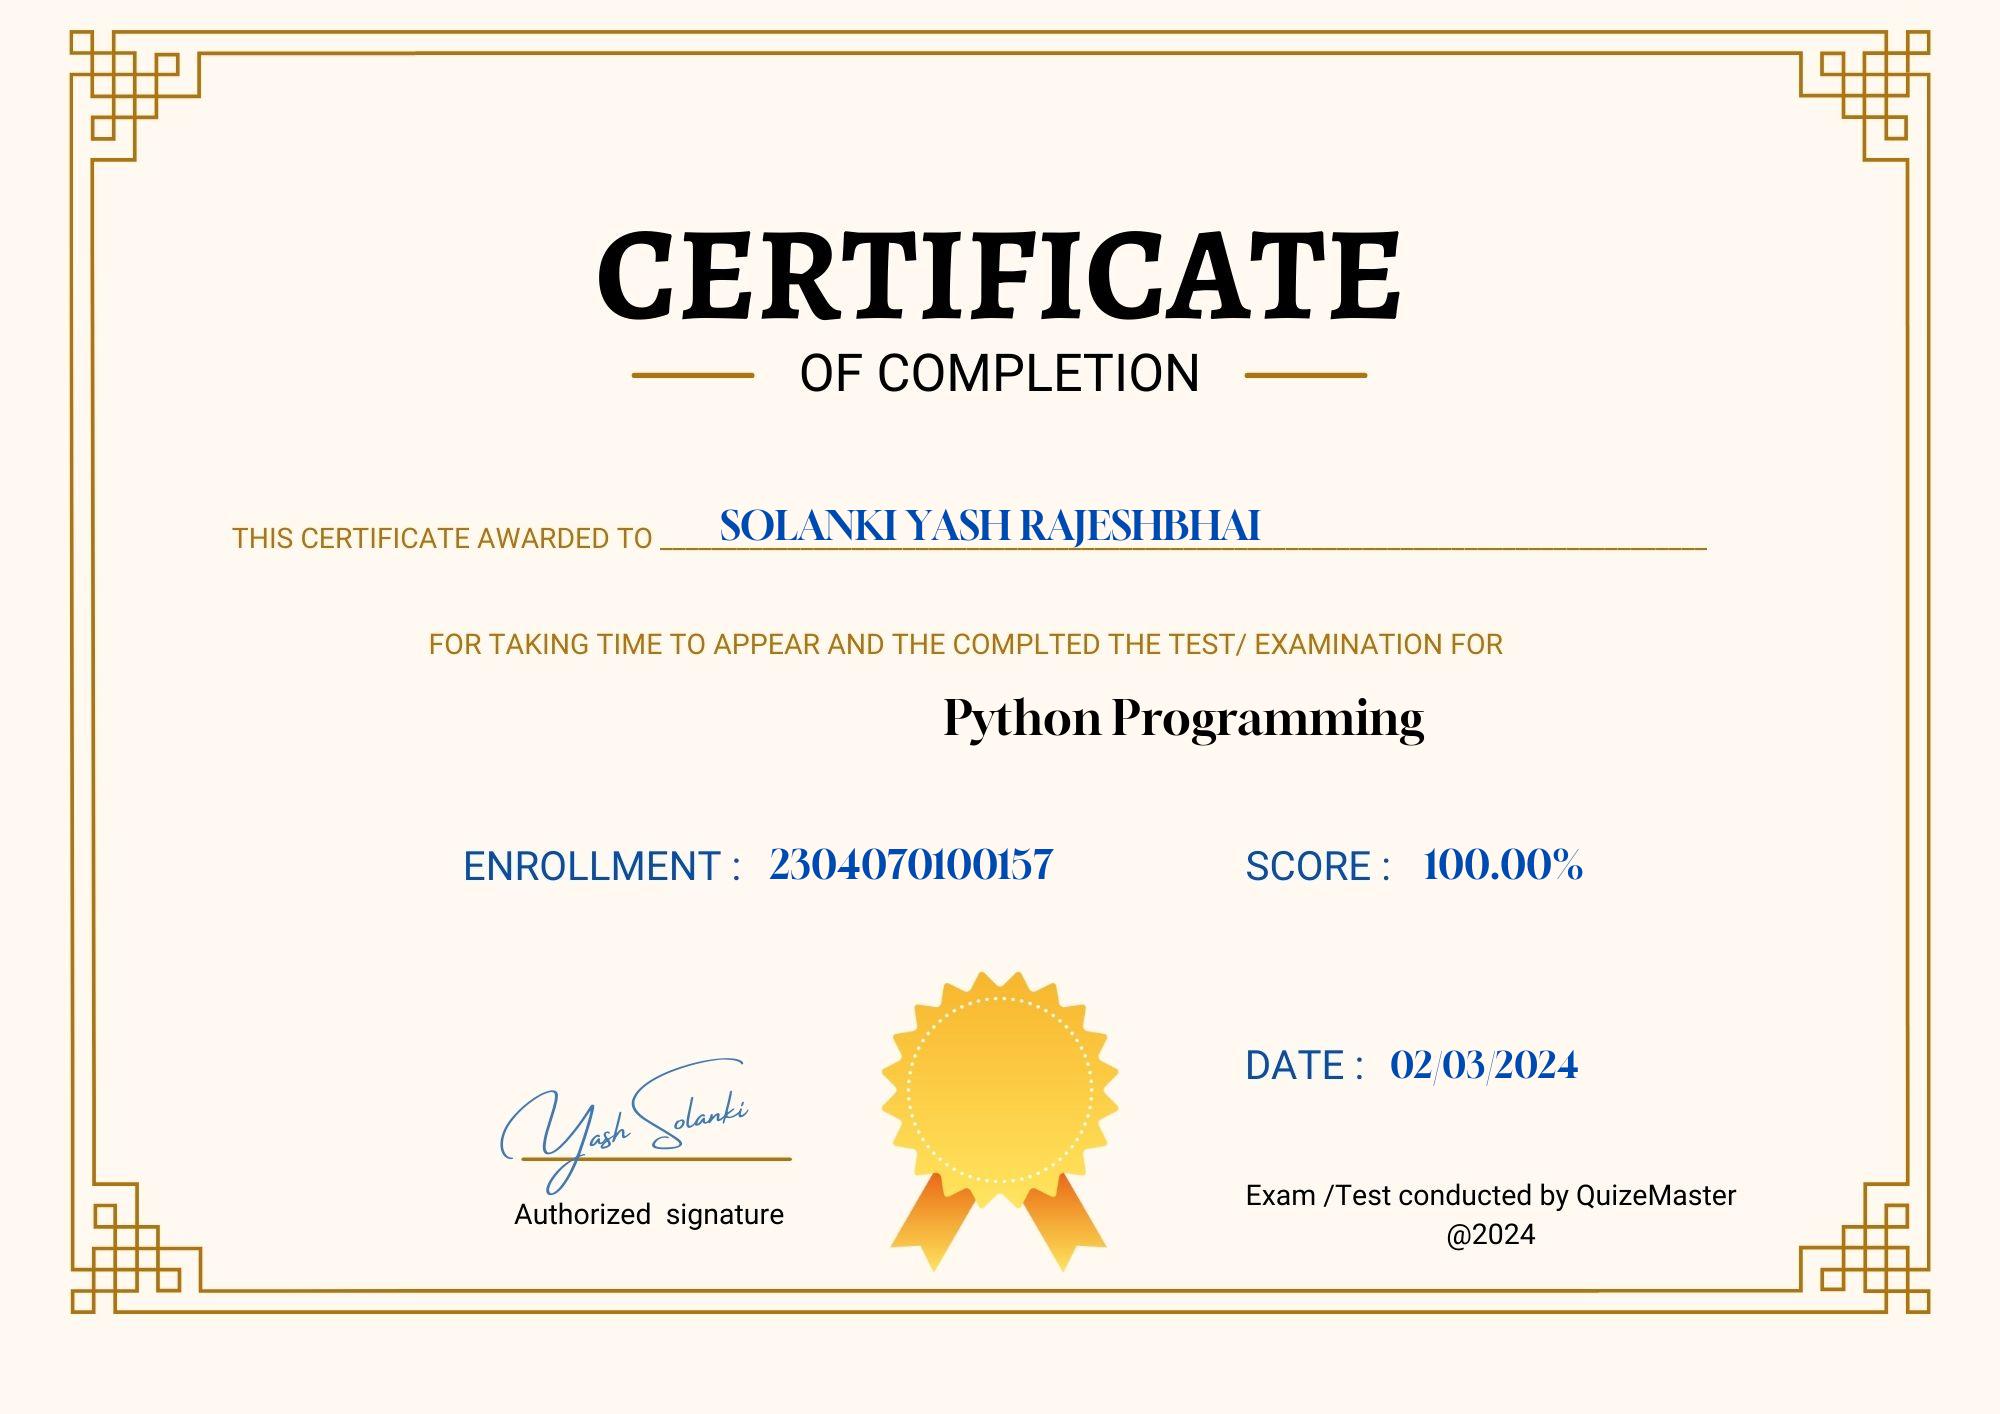 CERTIFICATE
OF COMPLETION
THIS CERTIFICATE AWARDED TO SOLANKI YASH RAJESHBHAI
FOR TAKING TIME TO APPEAR AND THE COMPLTED THE TEST/ EXAMINATION FOR
Python Programming
ENROLLMENT : 2304070100157 SCORE : 100.00%
DATE : 02/03/2024
Yash Solanki
Authorized signature
Exam /Test conducted by QuizeMaster
@2024